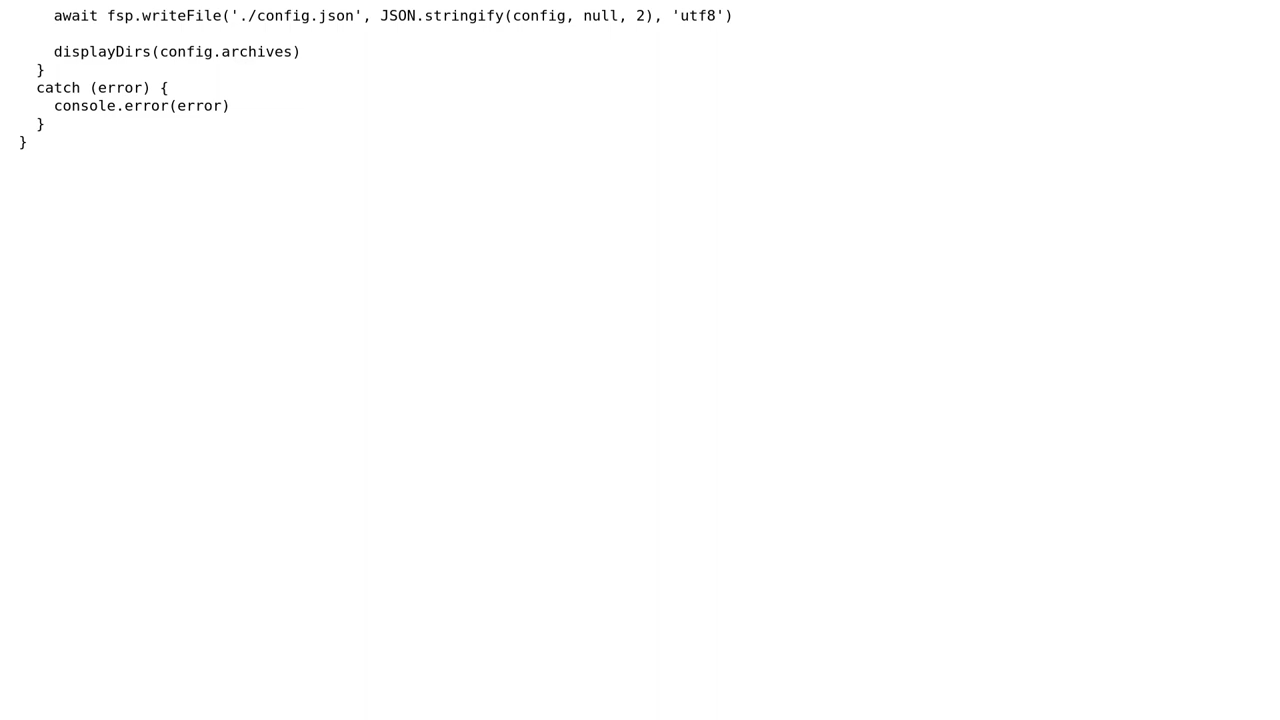 await fsp.writeFile('./config.json', JSON.stringify(config, null, 2), 'utf8')

    displayDirs(config.archives)
  }
  catch (error) {
    console.error(error)
  }
}